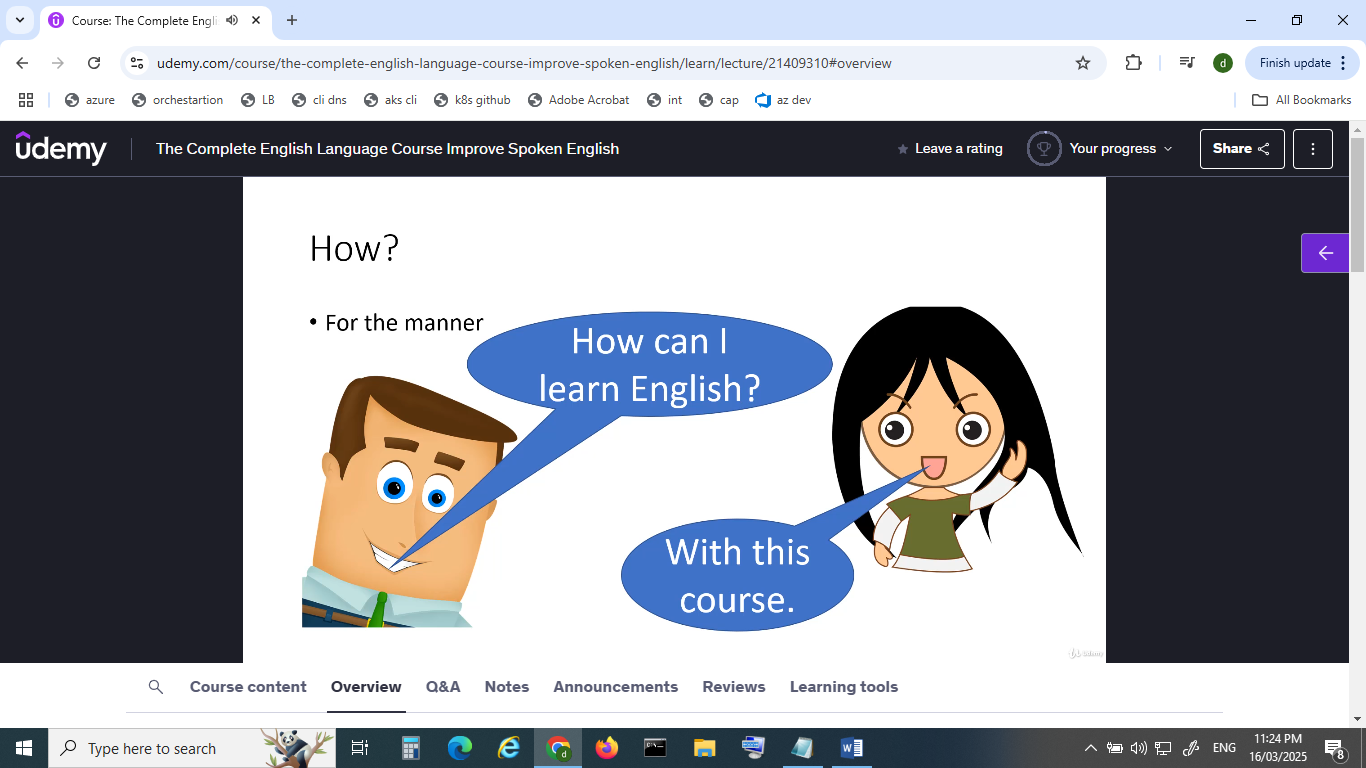 Course: The Complete Engli
udemy.com/course/the-complete-english-language-course-improve-spoken-english/learn/lecture/21409310#overview
d
Finish update
azure
orchestartion
LB
cli dns
aks cli
k8s github
Adobe Acrobat
int
cap
az dev
All Bookmarks
udemy
The Complete English Language Course Improve Spoken English
Leave a rating
Your progress
Share
How?
• For the manner
How can I
learn English?
With this
course.
Udemy
Course content
Overview
Q&A
Notes
Announcements
Reviews
Learning tools
Type here to search
ENG
11:24 PM
16/03/2025
8